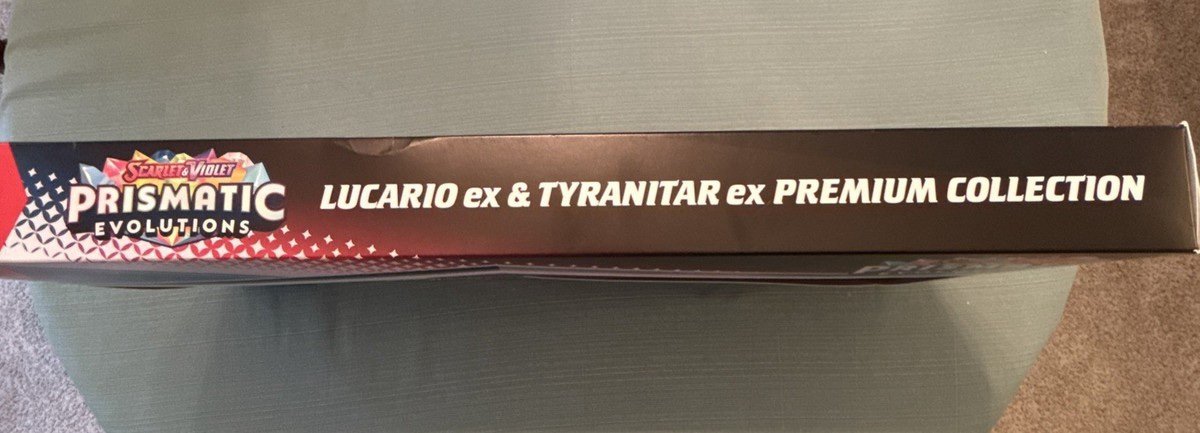 SCARLET & VIOLET
PRISMATIC
EVOLUTIONS
LUCARIO ex & TYRANITAR ex PREMIUM COLLECTION